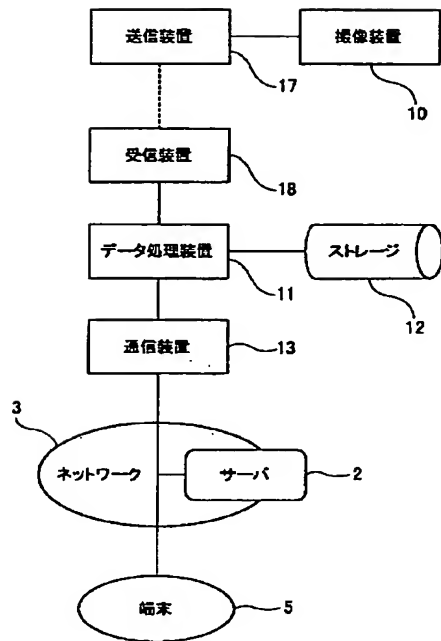 送信装置
撮像装置
17
10
受信装置
18
データ処理装置
ストレージ
11
12
通信装置
13
3
ネットワーク
サーバ
2
端末
5